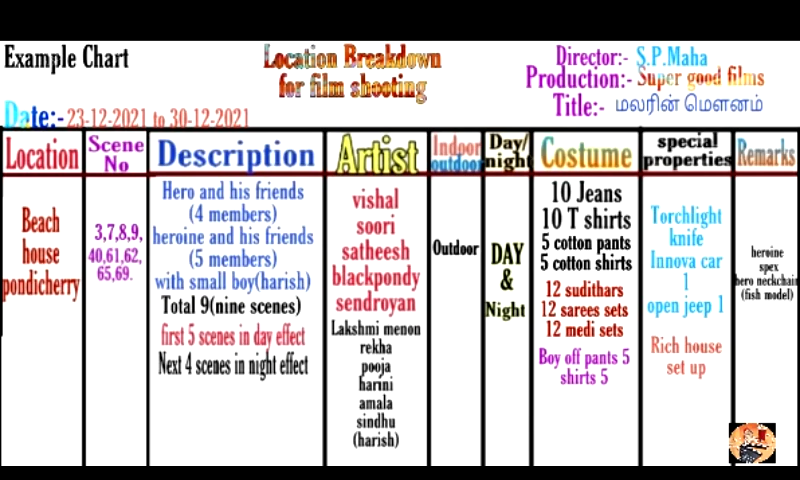 Example Chart
Location Breakdown
for film shooting
Director:- S.P.Maha
Production:- Super good films
Title:- மலரின் மௌனம்
Date:- 23-12-2021 to 30-12-2021
Location
Scene
No
Description
Artist
Indoor
outdoor
Day/
night
Costume
special
properties
Remarks
Beach
house
pondicherry
3,7,8,9,
40,61,62,
65,69.
Hero and his friends
(4 members)
heroine and his friends
(5 members)
with small boy(harish)
Total 9(nine scenes)
first 5 scenes in day effect
Next 4 scenes in night effect
vishal
soori
satheesh
blackpondy
sendroyan
Lakshmi menon
rekha
pooja
harini
amala
sindhu
(harish)
Outdoor
DAY
&
Night
10 Jeans
10 T shirts
5 cotton pants
5 cotton shirts
12 sudithars
12 sarees sets
12 medi sets
Boy off pants 5
shirts 5
Torchlight
knife
Innova car
1
open jeep 1
Rich house
set up
heroine
spex
hero neckchain
(fish model)